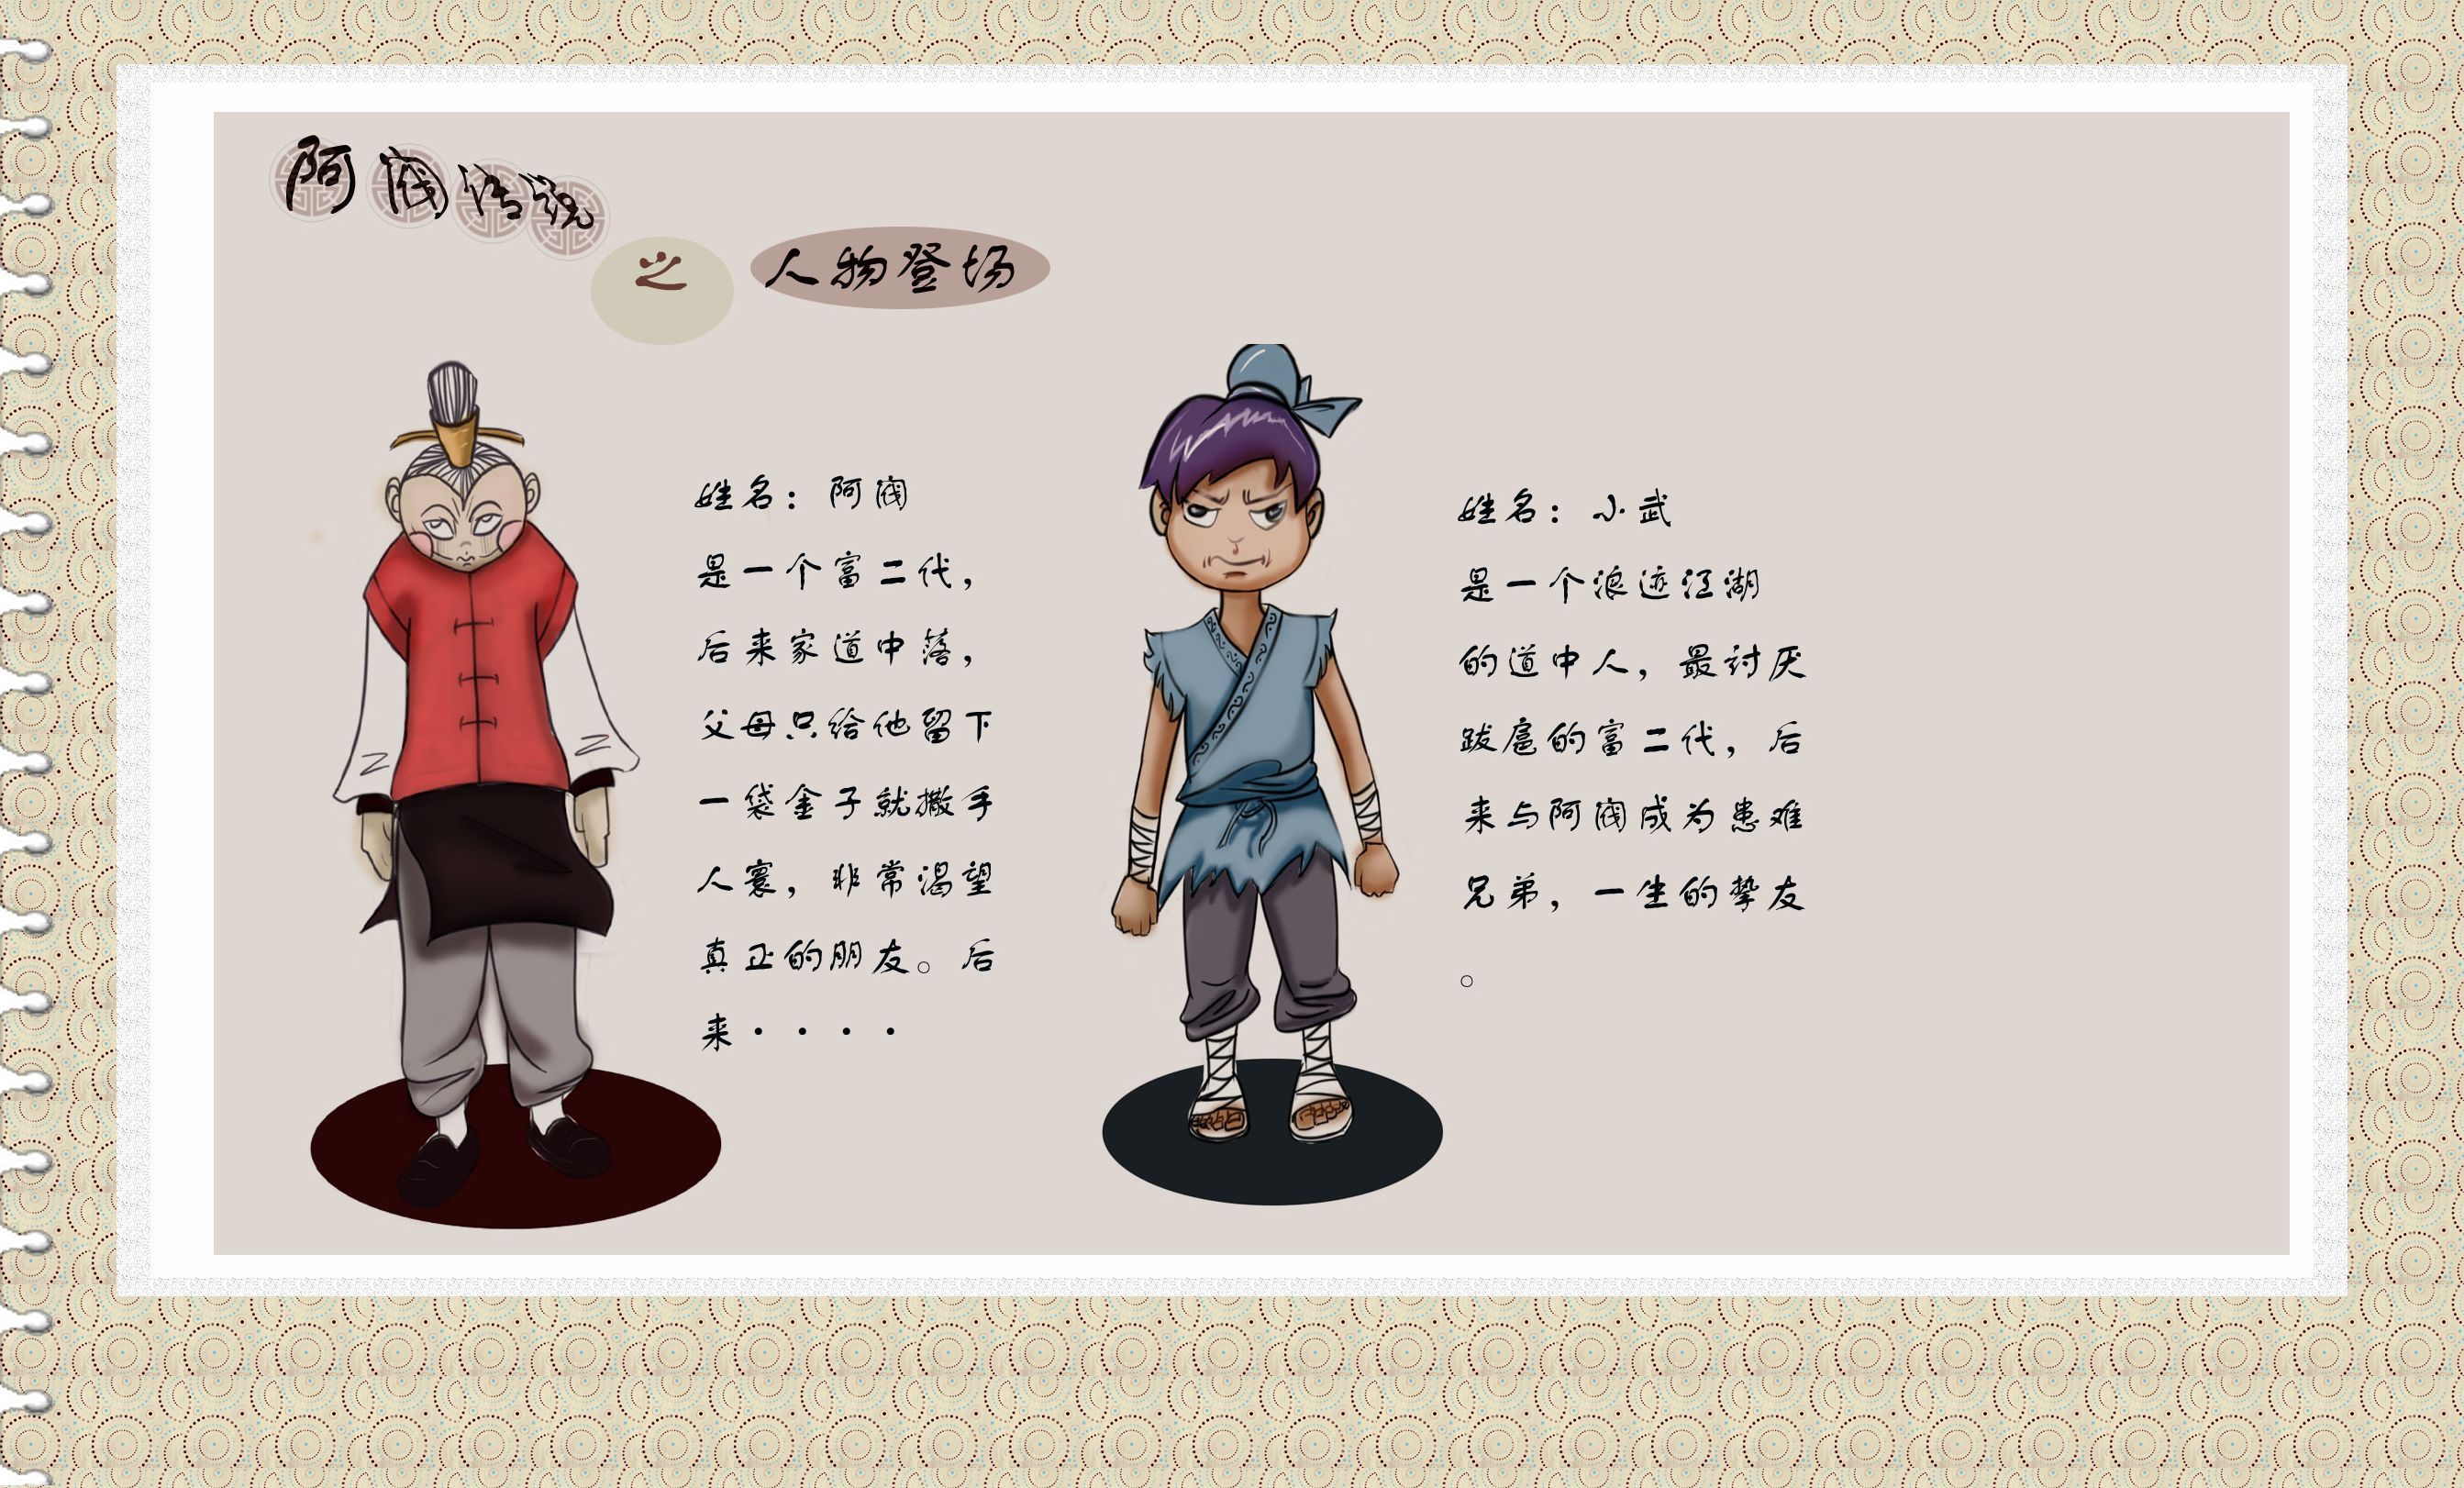 阿阀传说
之 人物登场
姓名：阿阀
是一个富二代，
后来家道中落，
父母只给他留下
一袋金子就撒手
人寰，非常渴望
真正的朋友。后
来····
姓名：小武
是一个浪迹江湖
的道中人，最讨厌
跋扈的富二代，后
来与阿阀成为患难
兄弟，一生的挚友
。